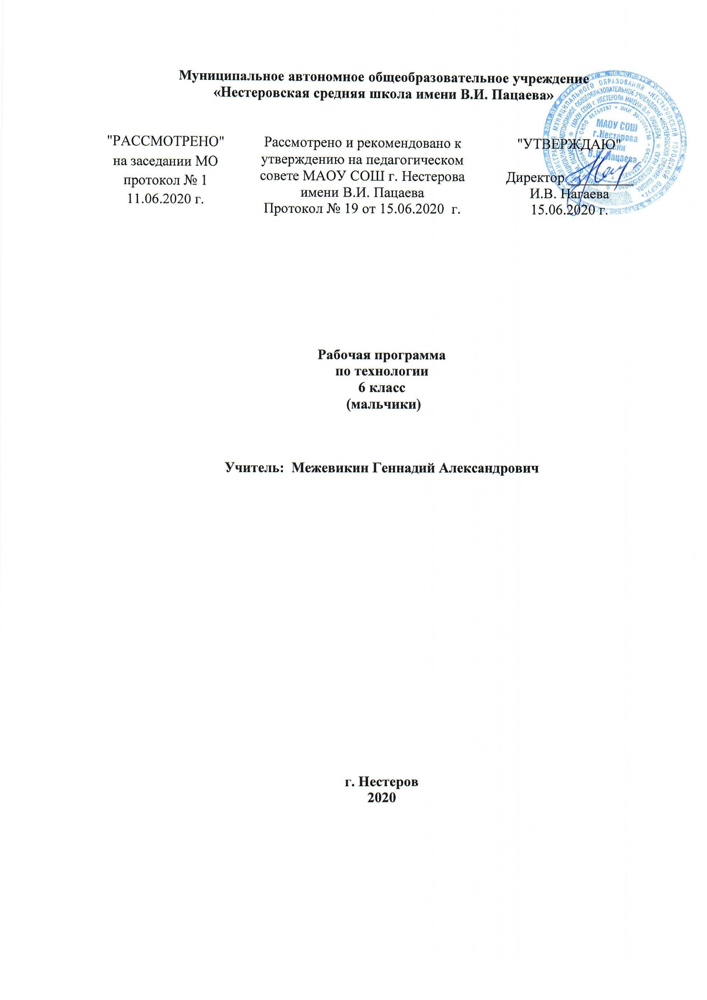 Муниципальное автономное общеобразовательное учреждение
«Нестеровская средняя школа имени В.И. Пацаева»
"РАССМОТРЕНО"
на заседании МО
протокол № 1
11.06.2020 г.
Рассмотрено и рекомендовано к
утверждению на педагогическом
совете МАОУ СОШ г. Нестерова
имени В.И. Пацаева
Протокол № 19 от 15.06.2020 г.
"УТВЕРЖДАЮ"
Директор ___________
И.В. Нагаева
15.06.2020 г.
МАОУ СОШ
г.Нестерова
имени
В.И. Пацаева
Рабочая программа
по технологии
6 класс
(мальчики)
Учитель: Межевикин Геннадий Александрович
г. Нестеров
2020